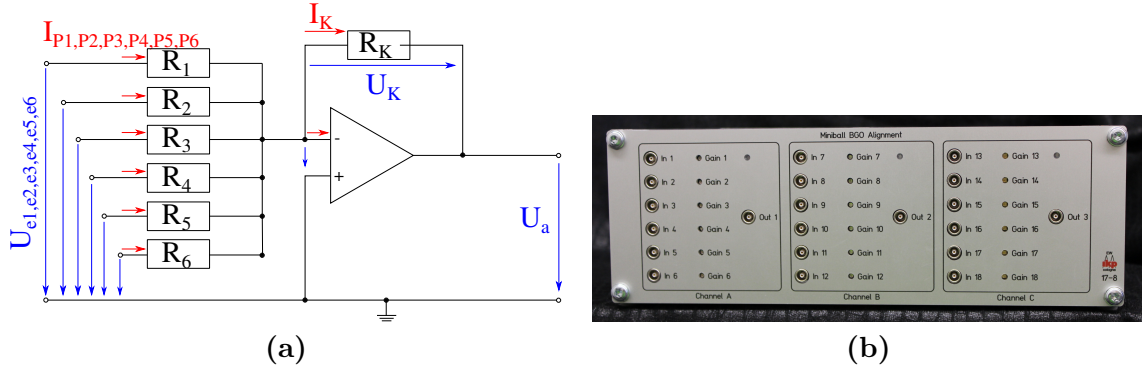 I_K
I_P1,P2,P3,P4,P5,P6
R_K
R_1
U_K
R_2
R_3
-
R_4
+
R_5
R_6
U_e1,e2,e3,e4,e5,e6
U_a
(a)
Miniball BGO Alignment
In 1 Gain 1
In 2 Gain 2
In 3 Gain 3
Out 1
In 4 Gain 4
In 5 Gain 5
In 6 Gain 6
Channel A
In 7 Gain 7
In 8 Gain 8
In 9 Gain 9
Out 2
In 10 Gain 10
In 11 Gain 11
In 12 Gain 12
Channel B
In 13 Gain 13
In 14 Gain 14
In 15 Gain 15
Out 3
In 16 Gain 16
In 17 Gain 17
In 18 Gain 18
Channel C
17-8
(b)